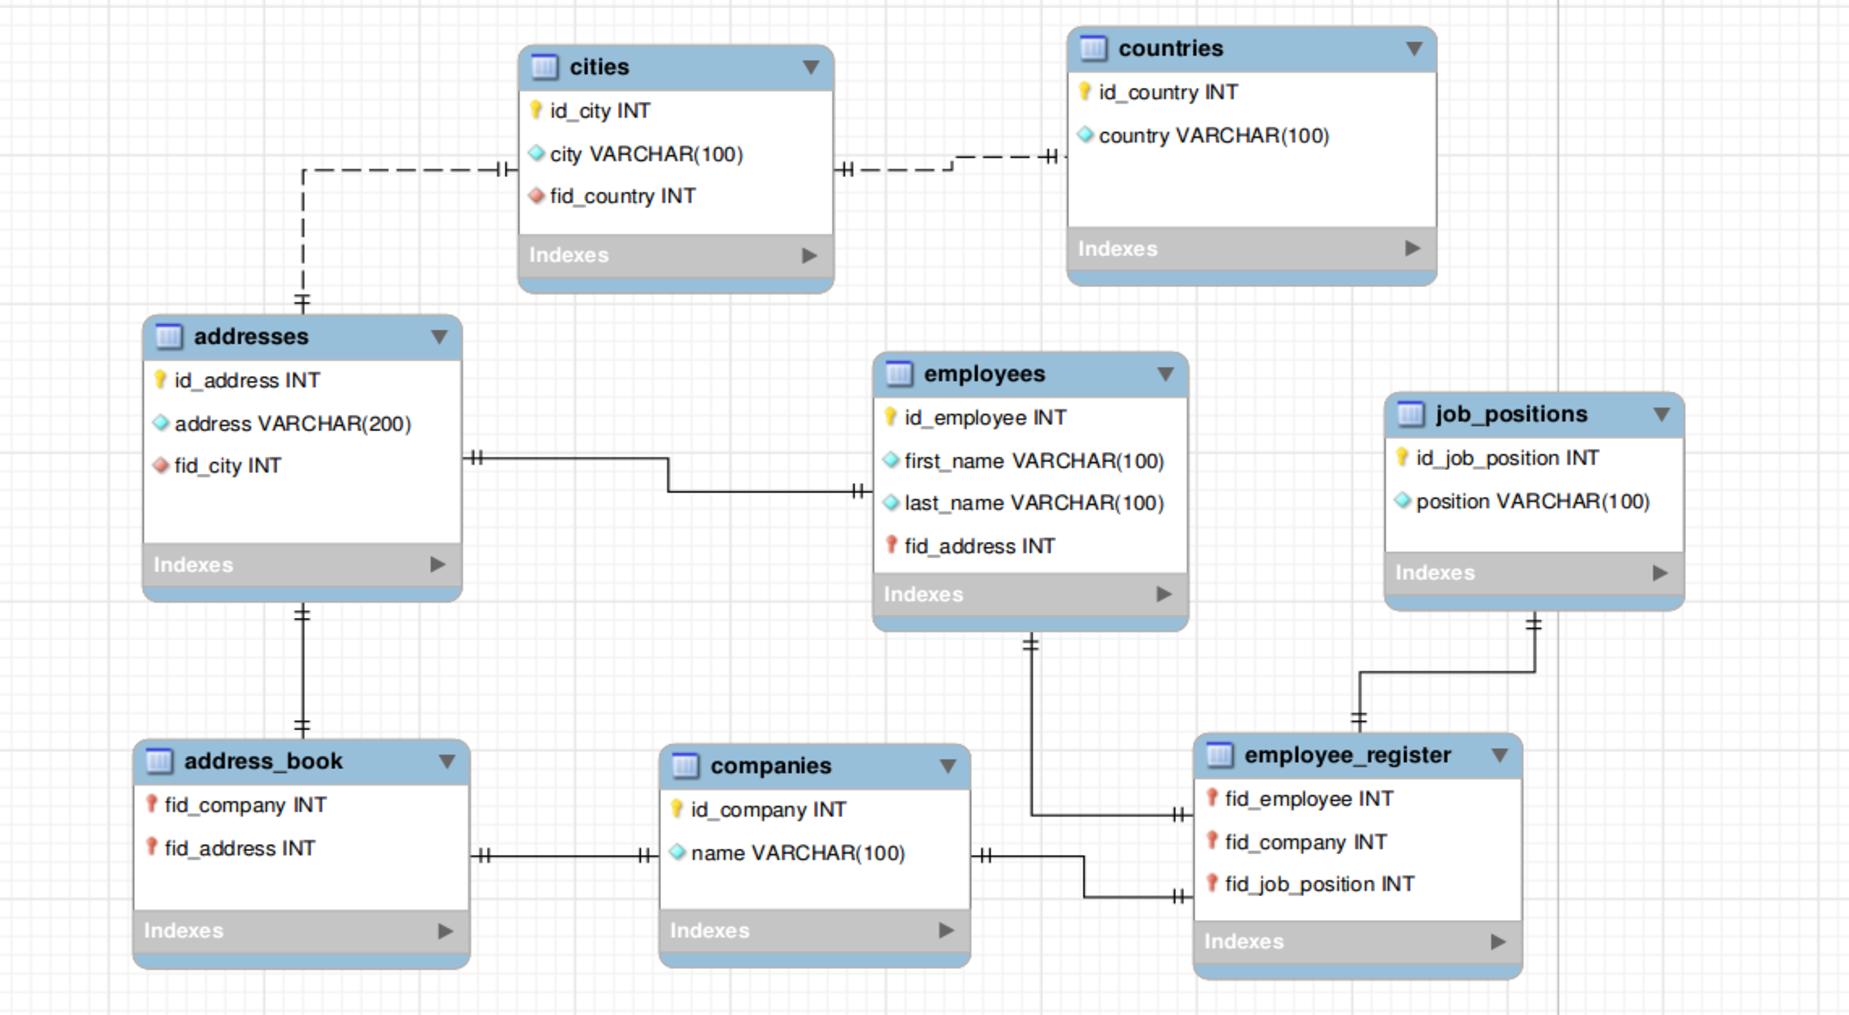 cities
id_city INT
city VARCHAR(100)
fid_country INT
Indexes
countries
id_country INT
country VARCHAR(100)
Indexes
addresses
id_address INT
address VARCHAR(200)
fid_city INT
Indexes
employees
id_employee INT
first_name VARCHAR(100)
last_name VARCHAR(100)
fid_address INT
Indexes
job_positions
id_job_position INT
position VARCHAR(100)
Indexes
address_book
fid_company INT
fid_address INT
Indexes
companies
id_company INT
name VARCHAR(100)
Indexes
employee_register
fid_employee INT
fid_company INT
fid_job_position INT
Indexes